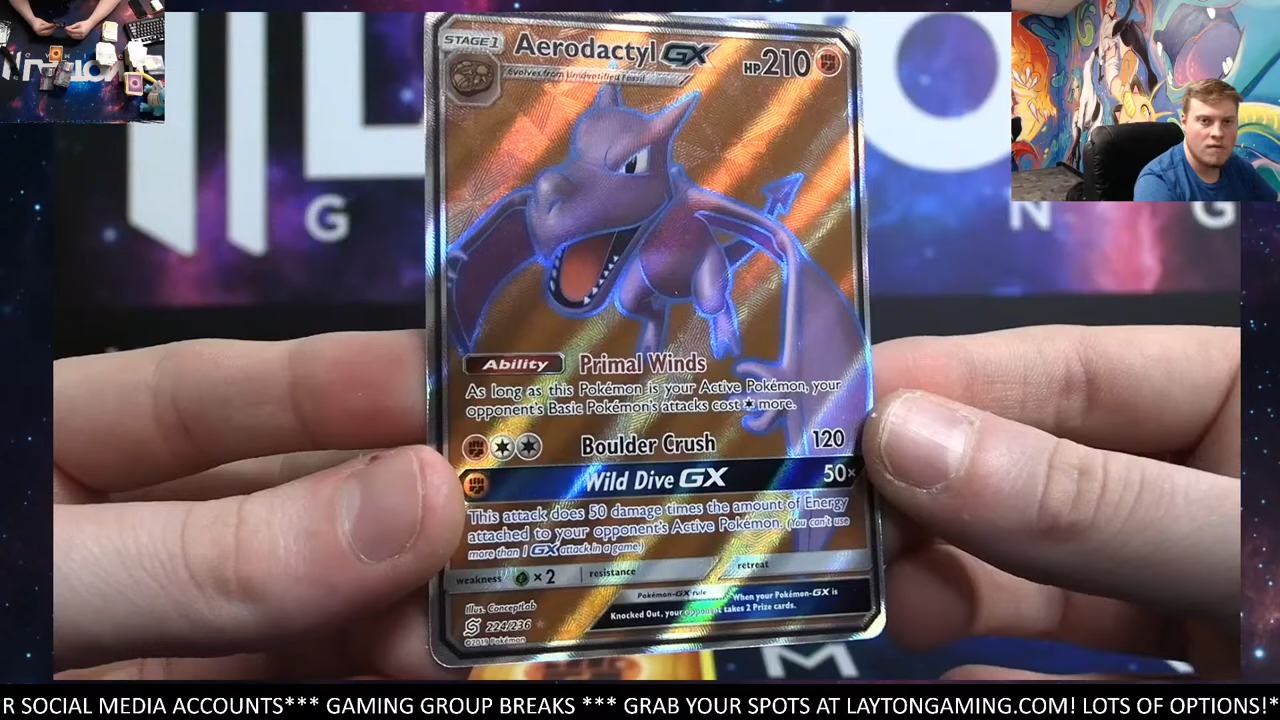 STAGE 1 Aerodactyl GX HP210
Evolves from Unidentified Fossil
G N G
Ability Primal Winds
As long as this Pokémon is your Active Pokémon, your
opponent's Basic Pokémon's attacks cost more.
Boulder Crush 120
Wild Dive GX 50×
This attack does 50 damage times the amount of Energy
attached to your opponent's Active Pokémon. (You can't use
more than 1 GX attack in a game.)
weakness ×2 resistance retreat
Pokémon-GX rule When your Pokémon-GX is
Knocked Out, your opponent takes 2 Prize cards.
Illus. ConceptLab
224/236
©2019 Pokémon
M
R SOCIAL MEDIA ACCOUNTS*** GAMING GROUP BREAKS *** GRAB YOUR SPOTS AT LAYTONGAMING.COM! LOTS OF OPTIONS!*